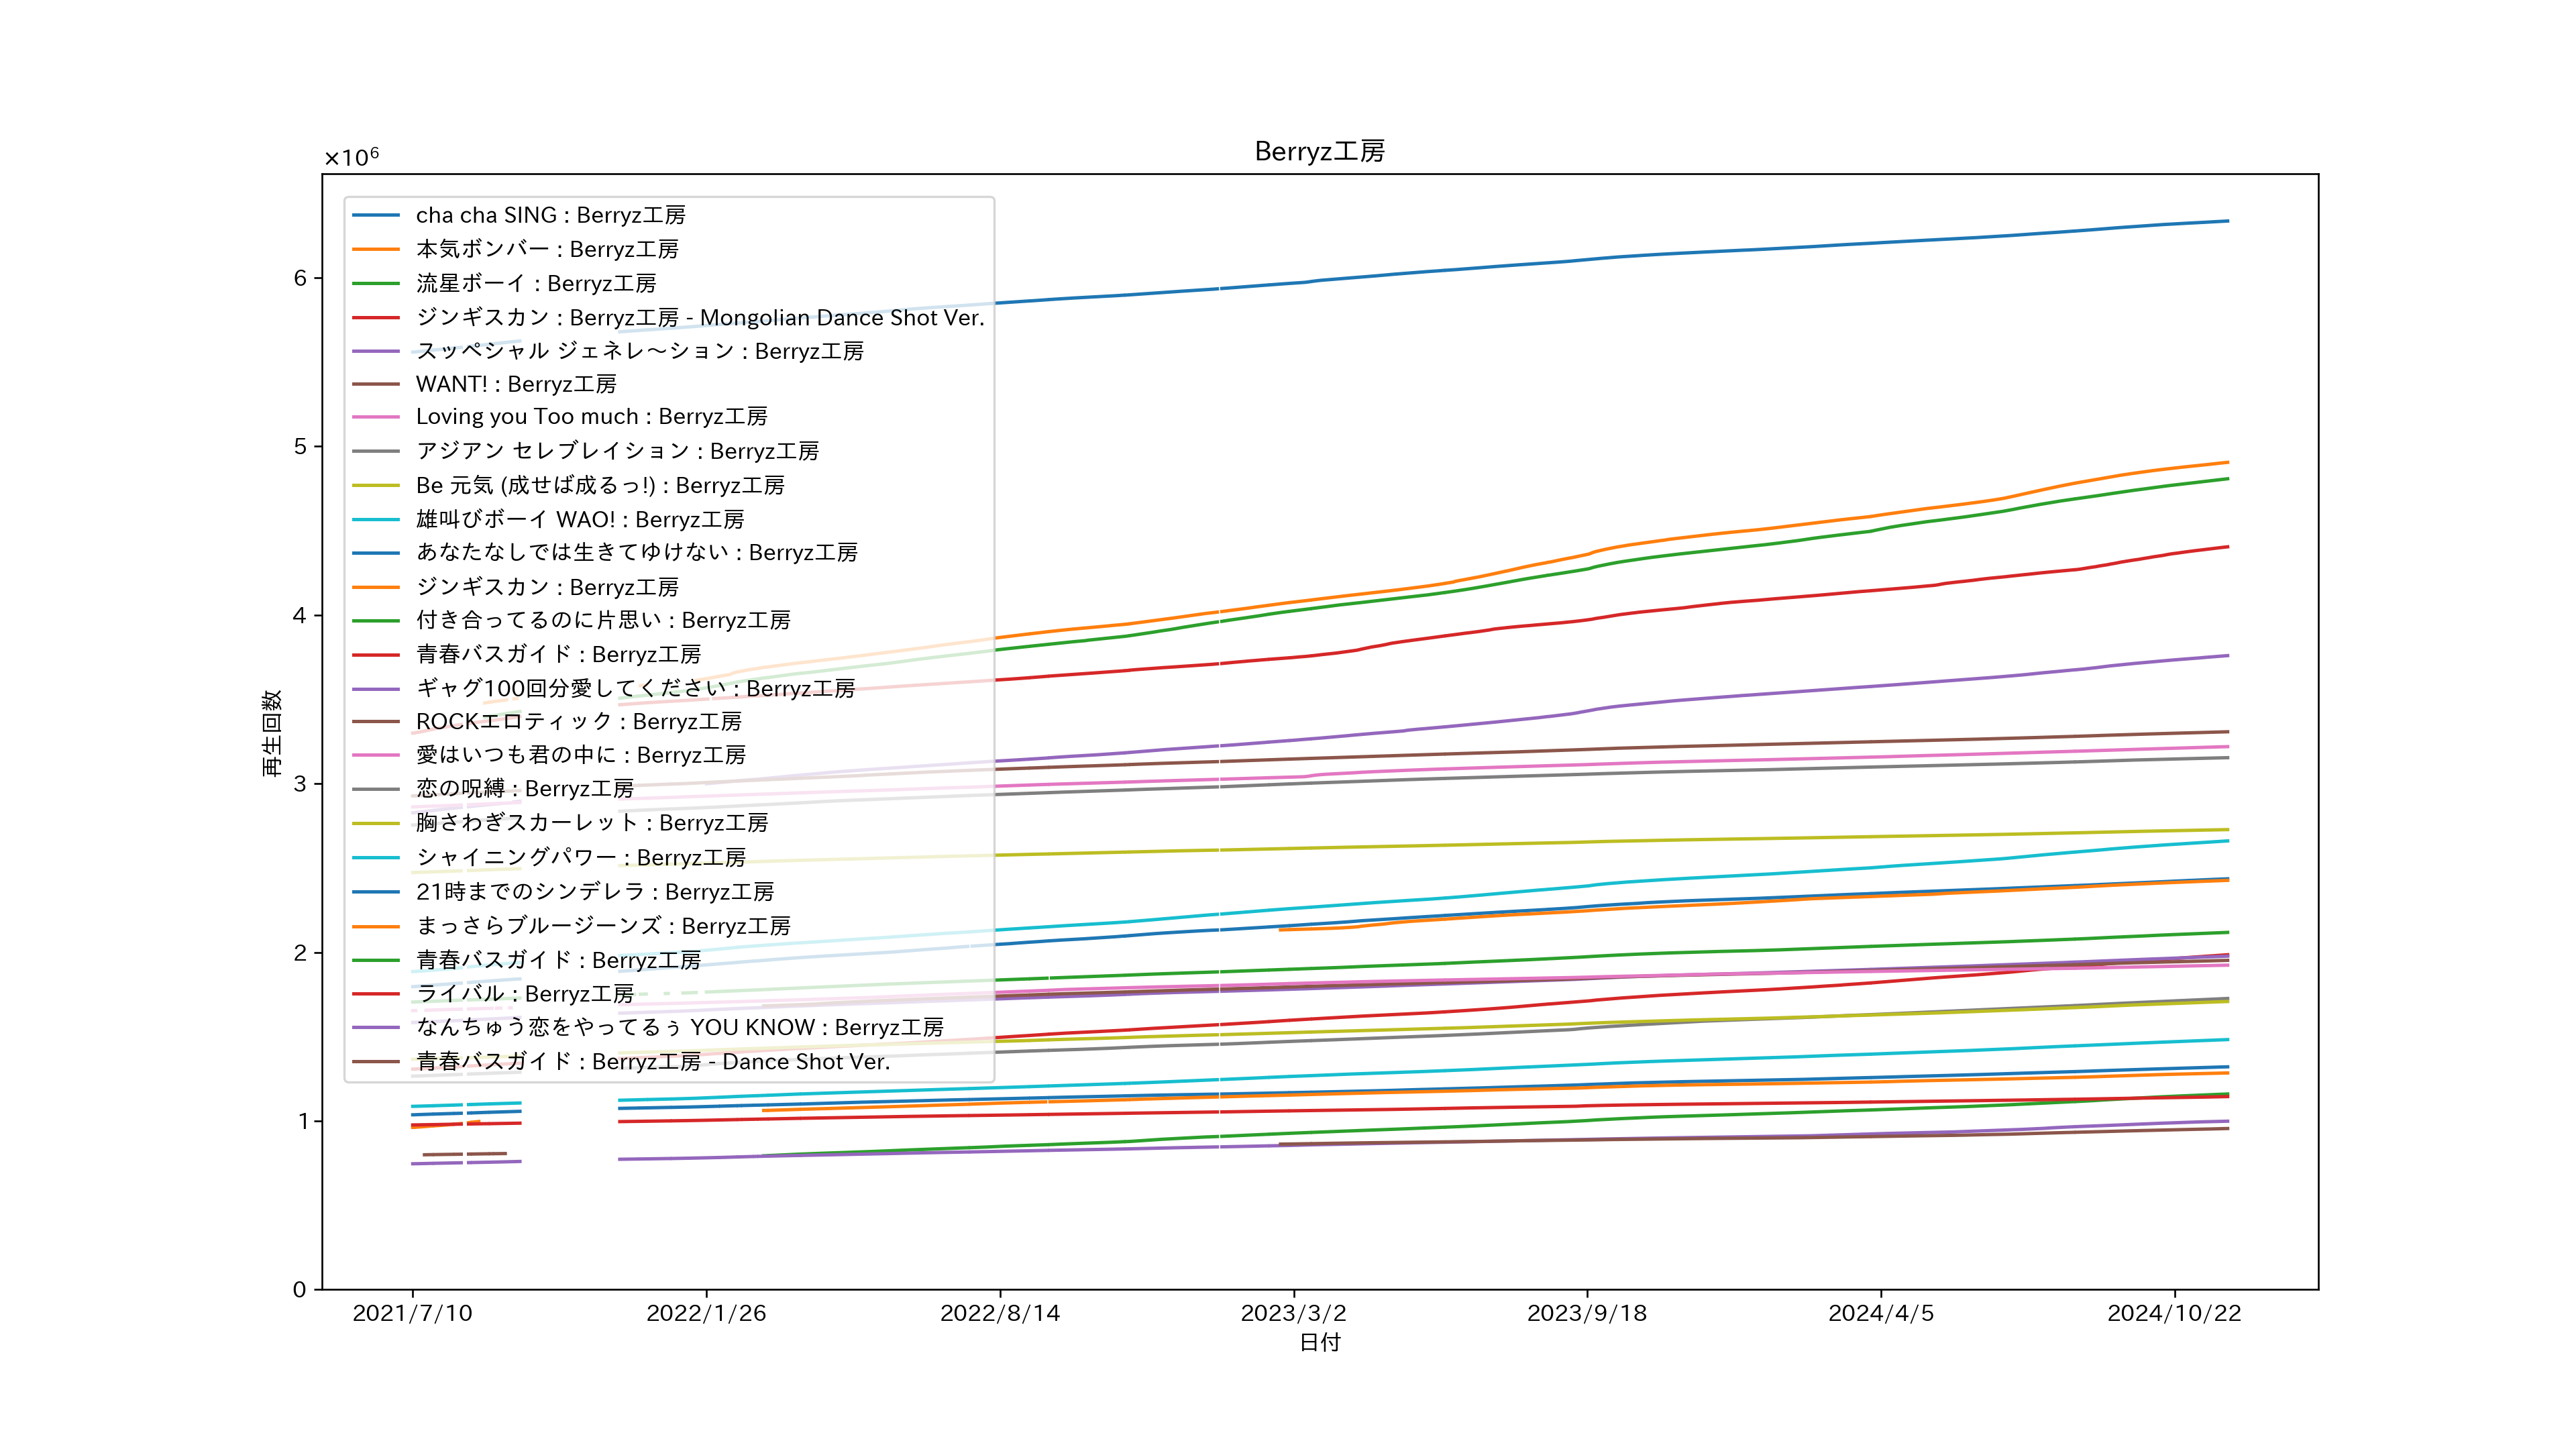 Berryz工房
×10⁶
cha cha SING : Berryz工房
本気ボンバー : Berryz工房
流星ボーイ : Berryz工房
ジンギスカン : Berryz工房 - Mongolian Dance Shot Ver.
スッペシャル ジェネレ～ション : Berryz工房
WANT! : Berryz工房
Loving you Too much : Berryz工房
アジアン セレブレイション : Berryz工房
Be 元気 (成せば成るっ!) : Berryz工房
雄叫びボーイ WAO! : Berryz工房
あなたなしでは生きてゆけない : Berryz工房
ジンギスカン : Berryz工房
付き合ってるのに片思い : Berryz工房
青春バスガイド : Berryz工房
ギャグ100回分愛してください : Berryz工房
ROCKエロティック : Berryz工房
愛はいつも君の中に : Berryz工房
恋の呪縛 : Berryz工房
胸さわぎスカーレット : Berryz工房
シャイニングパワー : Berryz工房
21時までのシンデレラ : Berryz工房
まっさらブルージーンズ : Berryz工房
青春バスガイド : Berryz工房
ライバル : Berryz工房
なんちゅう恋をやってるぅ YOU KNOW : Berryz工房
青春バスガイド : Berryz工房 - Dance Shot Ver.
再生回数
6
5
4
3
2
1
0
2021/7/10
2022/1/26
2022/8/14
2023/3/2
2023/9/18
2024/4/5
2024/10/22
日付